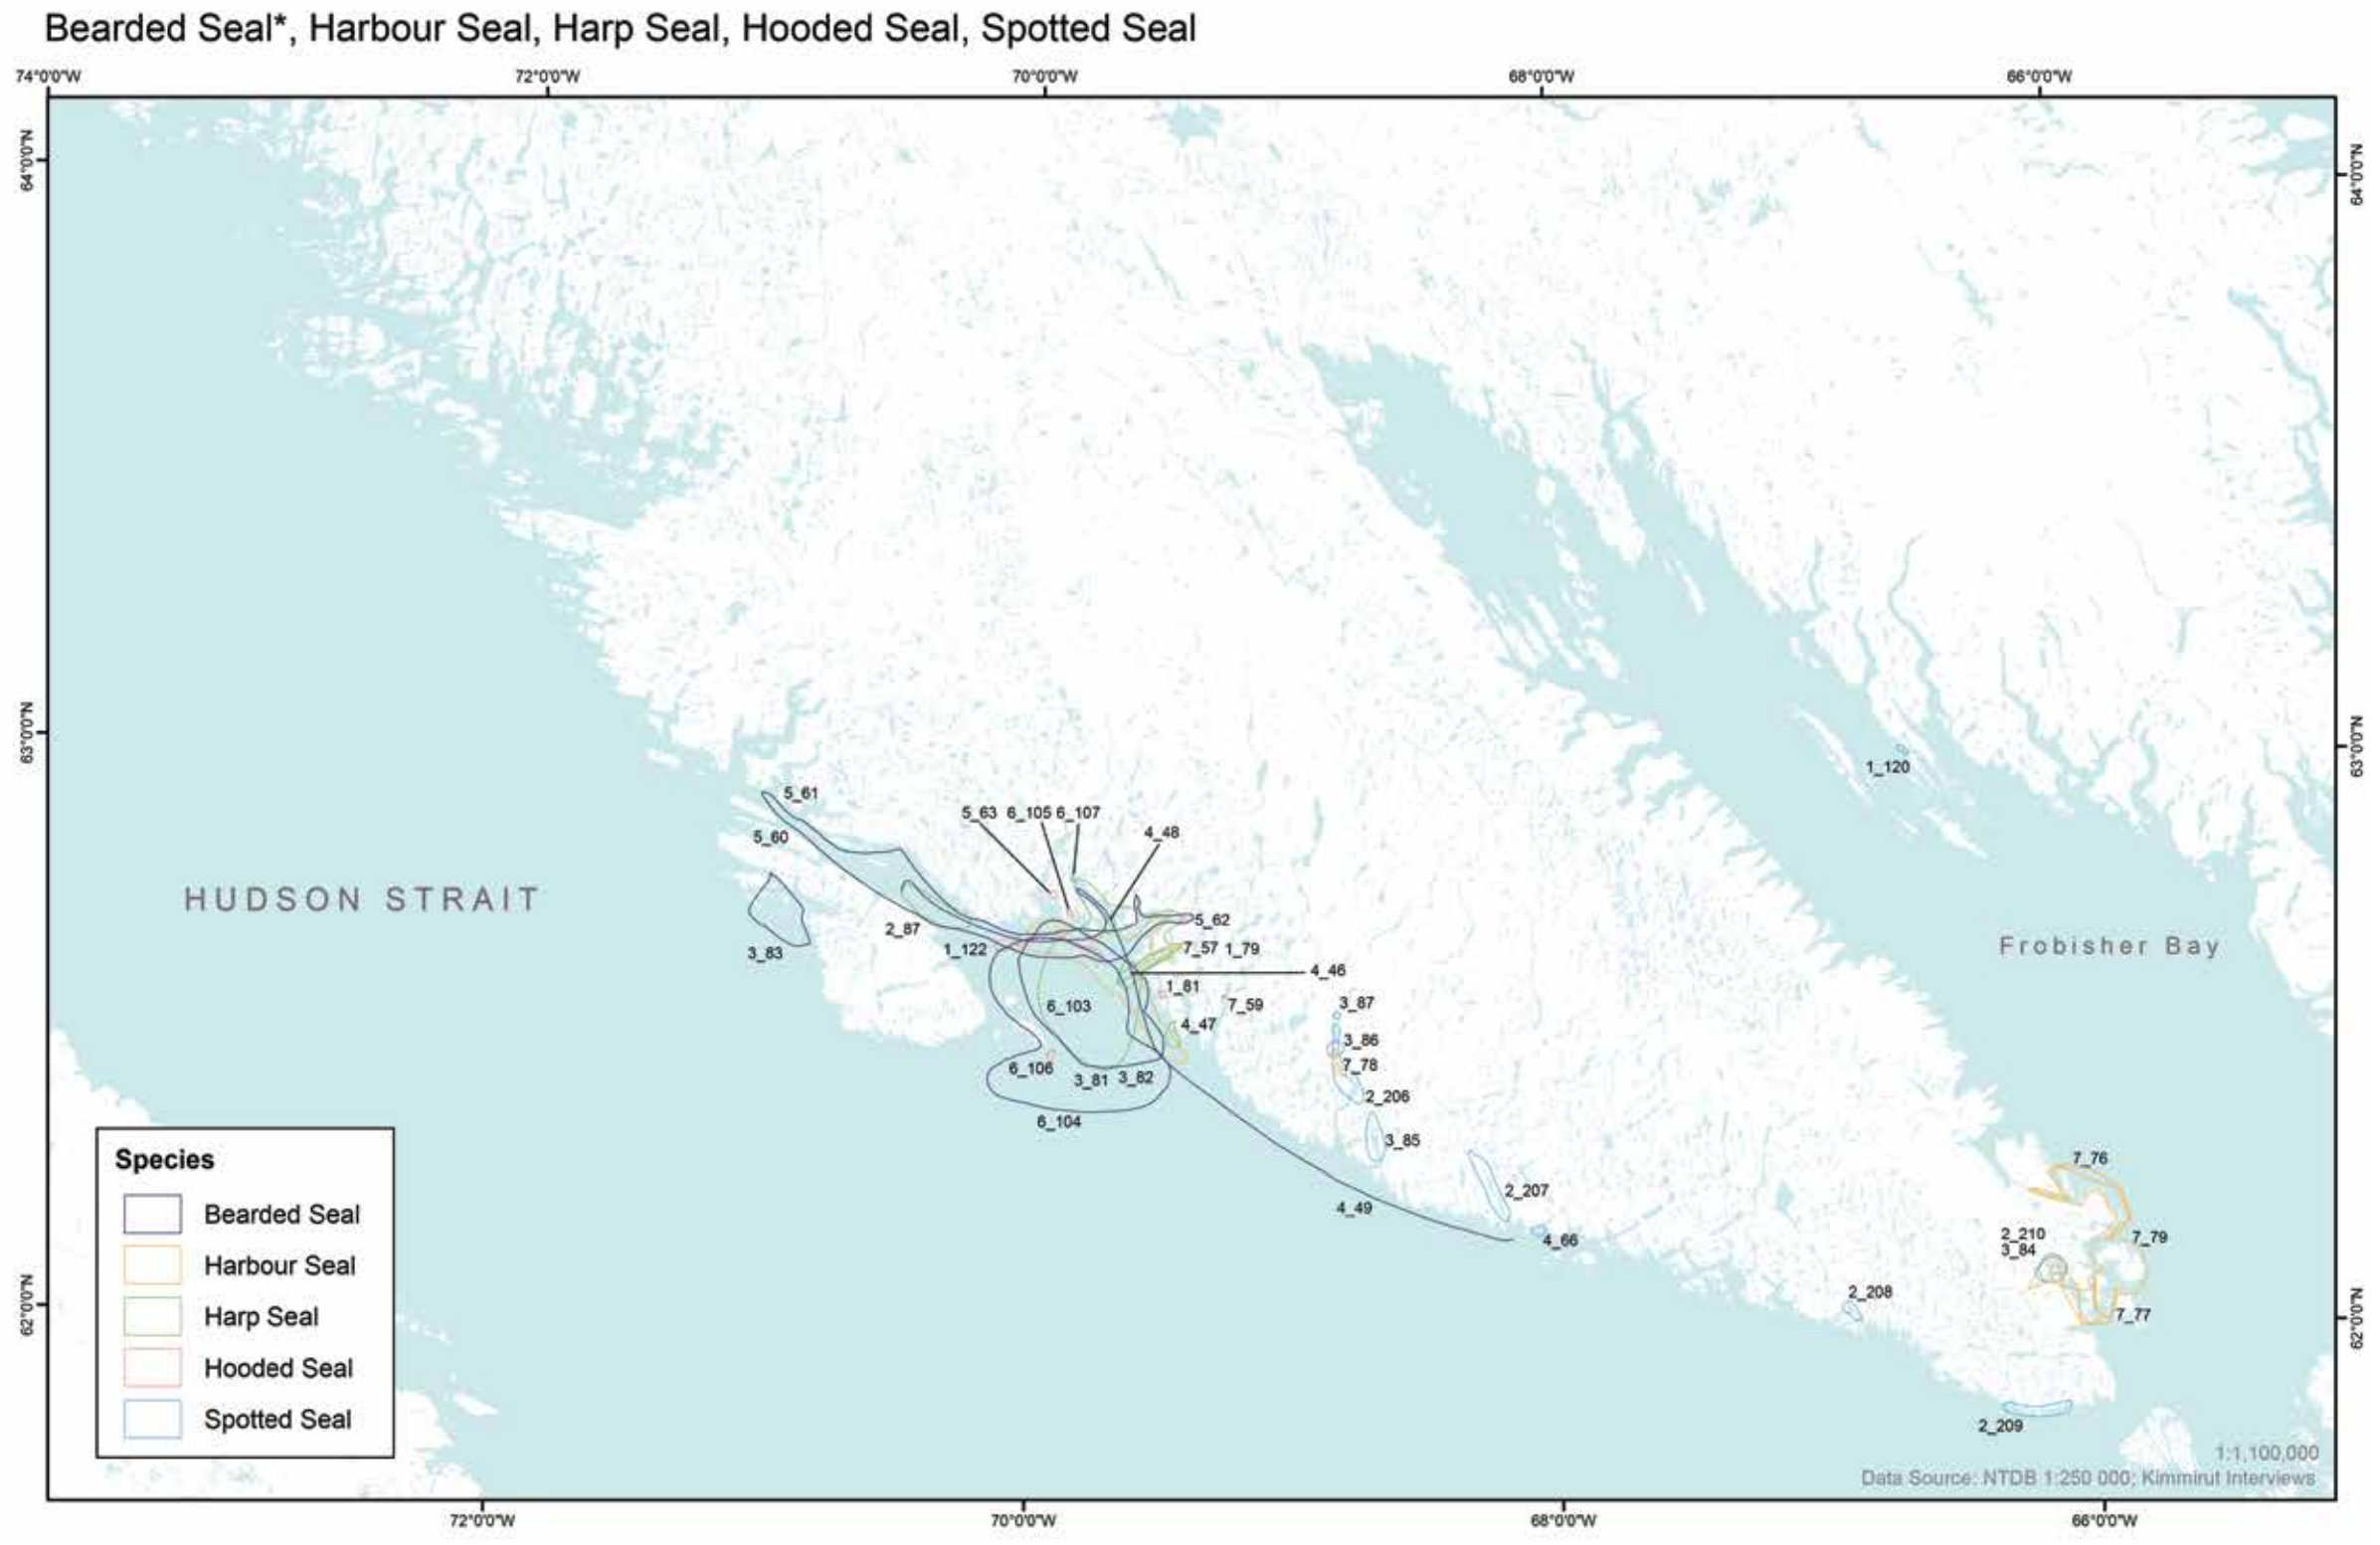 Bearded Seal*, Harbour Seal, Harp Seal, Hooded Seal, Spotted Seal
74°0'0"W 72°0'0"W 70°0'0"W 68°0'0"W 66°0'0"W
64°0'0"N 64°0'0"N
63°0'0"N 63°0'0"N
1_120
5_61
5_63 6_105 6_107
4_48
5_60
HUDSON STRAIT
5_62
2_87
Frobisher Bay
3_83
1_122
7_57 1_79
4_46
1_81
6_103
7_59
3_87
4_47
3_86
7_78
6_106
3_81 3_82
2_206
6_104
3_85
7_76
2_207
4_49
4_66
2_210
3_84
7_79
2_208
7_77
62°0'0"N 62°0'0"N
2_209
Species
Bearded Seal
Harbour Seal
Harp Seal
Hooded Seal
Spotted Seal
1:1,100,000
Data Source: NTDB 1:250 000; Kimmirut Interviews
72°0'0"W 70°0'0"W 68°0'0"W 66°0'0"W